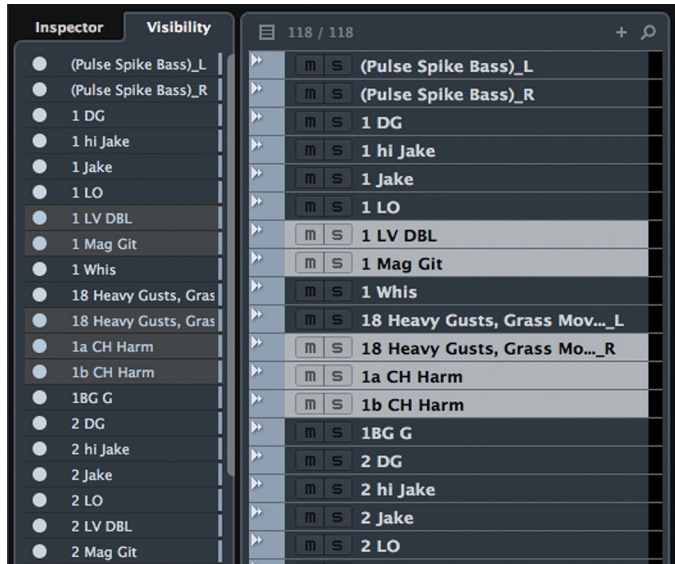 Inspector
Visibility
(Pulse Spike Bass)_L
(Pulse Spike Bass)_R
1 DG
1 hi Jake
1 Jake
1 LO
1 LV DBL
1 Mag Git
1 Whis
18 Heavy Gusts, Gras
18 Heavy Gusts, Gras
1a CH Harm
1b CH Harm
1BG G
2 DG
2 hi Jake
2 Jake
2 LO
2 LV DBL
2 Mag Git
118 / 118
m S (Pulse Spike Bass)_L
m S (Pulse Spike Bass)_R
m S 1 DG
m S 1 hi Jake
m S 1 Jake
m S 1 LO
m S 1 LV DBL
m S 1 Mag Git
m S 1 Whis
m S 18 Heavy Gusts, Grass Mov..._L
m S 18 Heavy Gusts, Grass Mo..._R
m S 1a CH Harm
m S 1b CH Harm
m S 1BG G
m S 2 DG
m S 2 hi Jake
m S 2 Jake
m S 2 LO